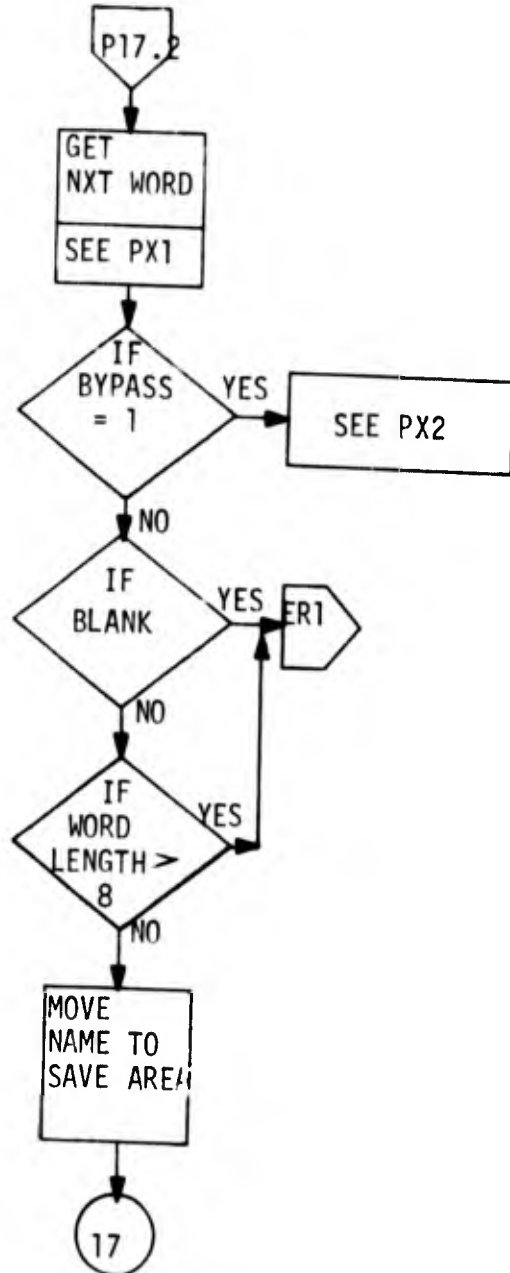 P17.2
GET
NXT WORD
SEE PX1
IF
BYPASS
= 1
YES
SEE PX2
NO
IF
BLANK
YES
ER1
NO
IF
WORD
LENGTH >
8
YES
NO
MOVE
NAME TO
SAVE AREA
17